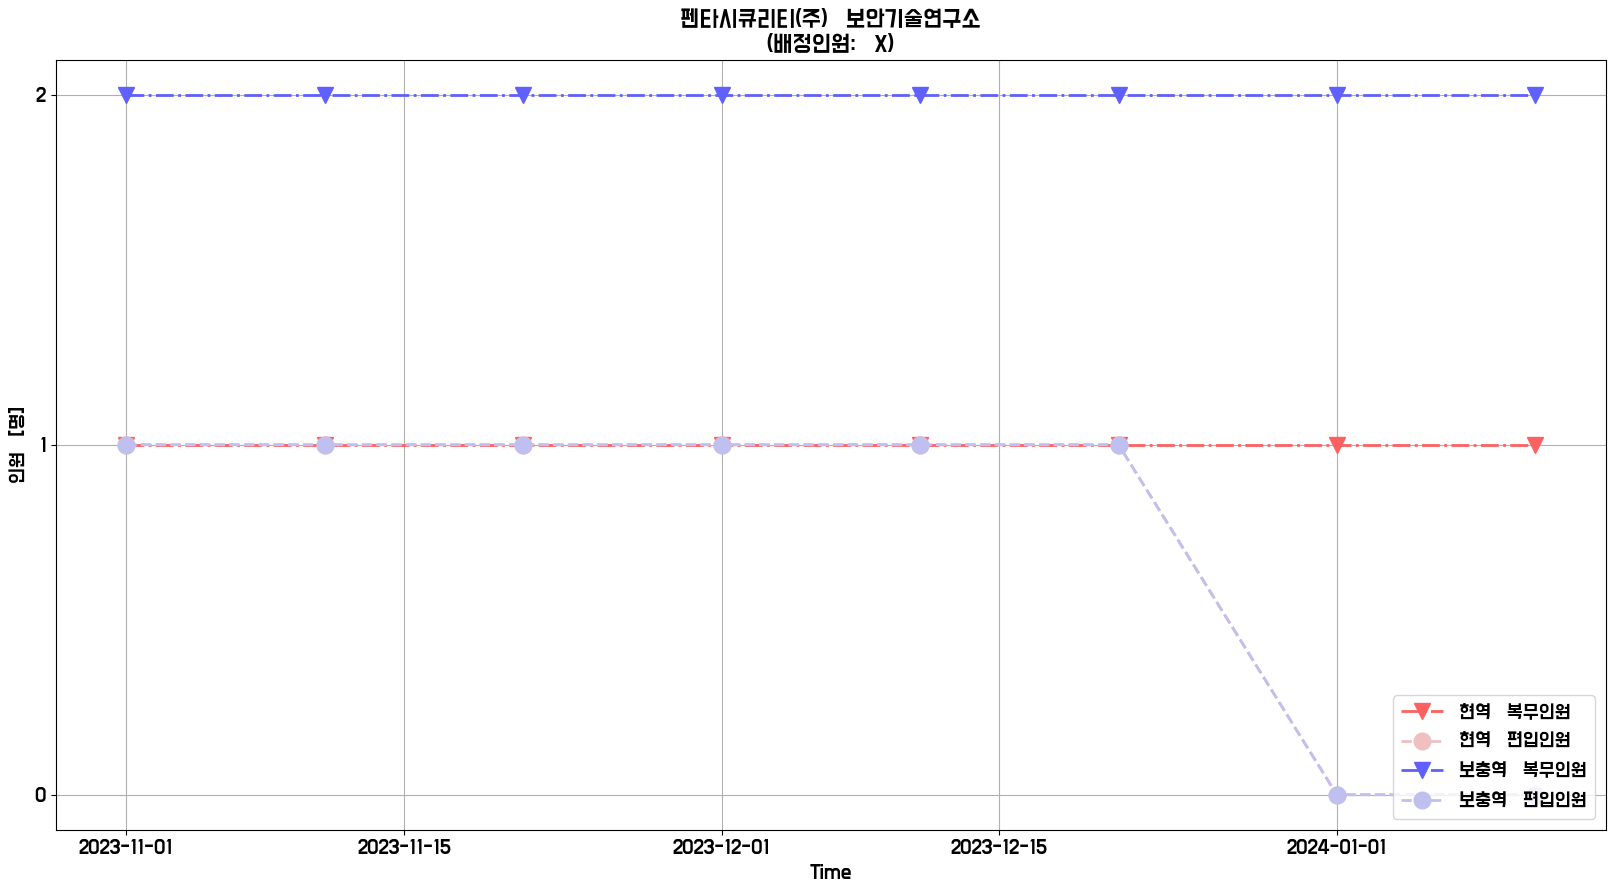 펜타시큐리티(주) 보안기술연구소
(배정인원: X)
인원 [명]
2
1
0
현역 복무인원
현역 편입인원
보충역 복무인원
보충역 편입인원
2023-11-01 2023-11-15 2023-12-01 2023-12-15 2024-01-01
Time